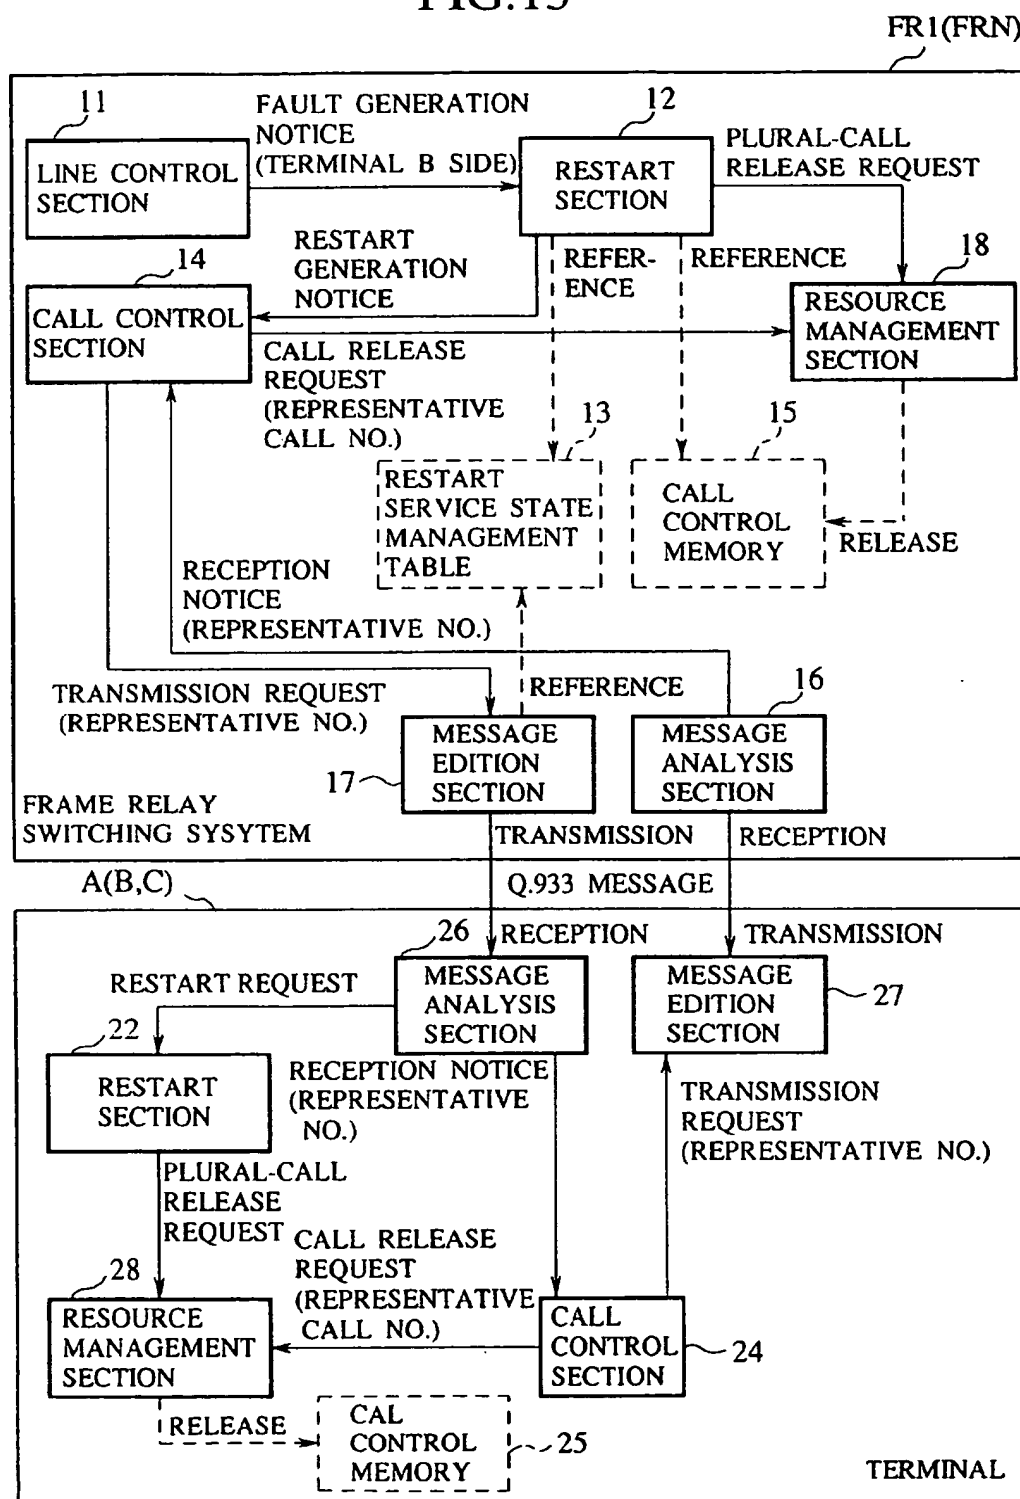 FIG.13
FR1(FRN)
11
FAULT GENERATION
NOTICE
(TERMINAL B SIDE)
12
PLURAL-CALL
RELEASE REQUEST
LINE CONTROL
SECTION
RESTART
SECTION
14
RESTART
GENERATION
NOTICE
REFER-
ENCE
REFERENCE
18
CALL CONTROL
SECTION
RESOURCE
MANAGEMENT
SECTION
CALL RELEASE
REQUEST
(REPRESENTATIVE
CALL NO.)
13
15
RESTART
SERVICE STATE
MANAGEMENT
TABLE
CALL
CONTROL
MEMORY
RELEASE
RECEPTION
NOTICE
(REPRESENTATIVE NO.)
TRANSMISSION REQUEST
(REPRESENTATIVE NO.)
REFERENCE
16
MESSAGE
EDITION
SECTION
17
MESSAGE
ANALYSIS
SECTION
FRAME RELAY
SWITCHING SYSYTEM
TRANSMISSION
RECEPTION
A(B,C)
Q.933 MESSAGE
26
RECEPTION
TRANSMISSION
RESTART REQUEST
MESSAGE
ANALYSIS
SECTION
MESSAGE
EDITION
SECTION
27
22
RESTART
SECTION
RECEPTION NOTICE
(REPRESENTATIVE
NO.)
TRANSMISSION
REQUEST
(REPRESENTATIVE NO.)
PLURAL-CALL
RELEASE
REQUEST
CALL RELEASE
REQUEST
(REPRESENTATIVE
CALL NO.)
28
RESOURCE
MANAGEMENT
SECTION
CALL
CONTROL
SECTION
24
RELEASE
CAL
CONTROL
MEMORY
25
TERMINAL